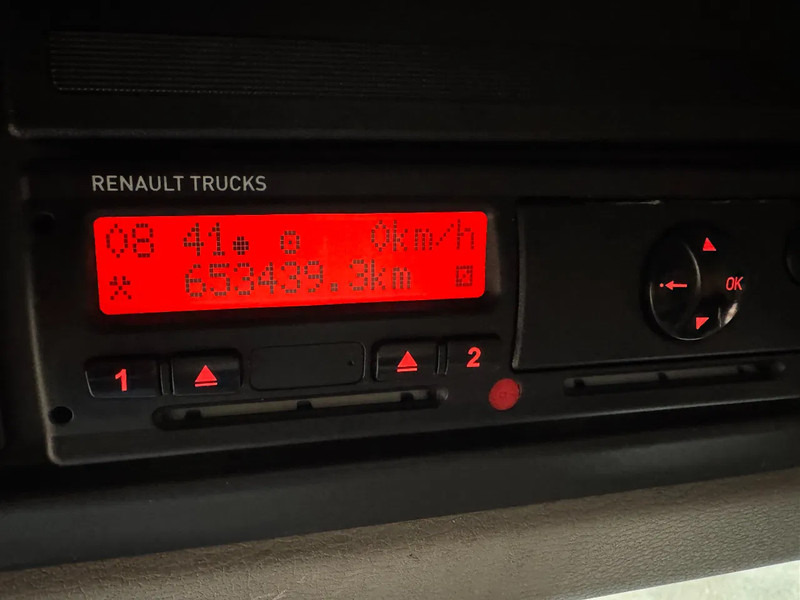 RENAULT TRUCKS
08 41 0km/h
653439.3km
1 2
OK